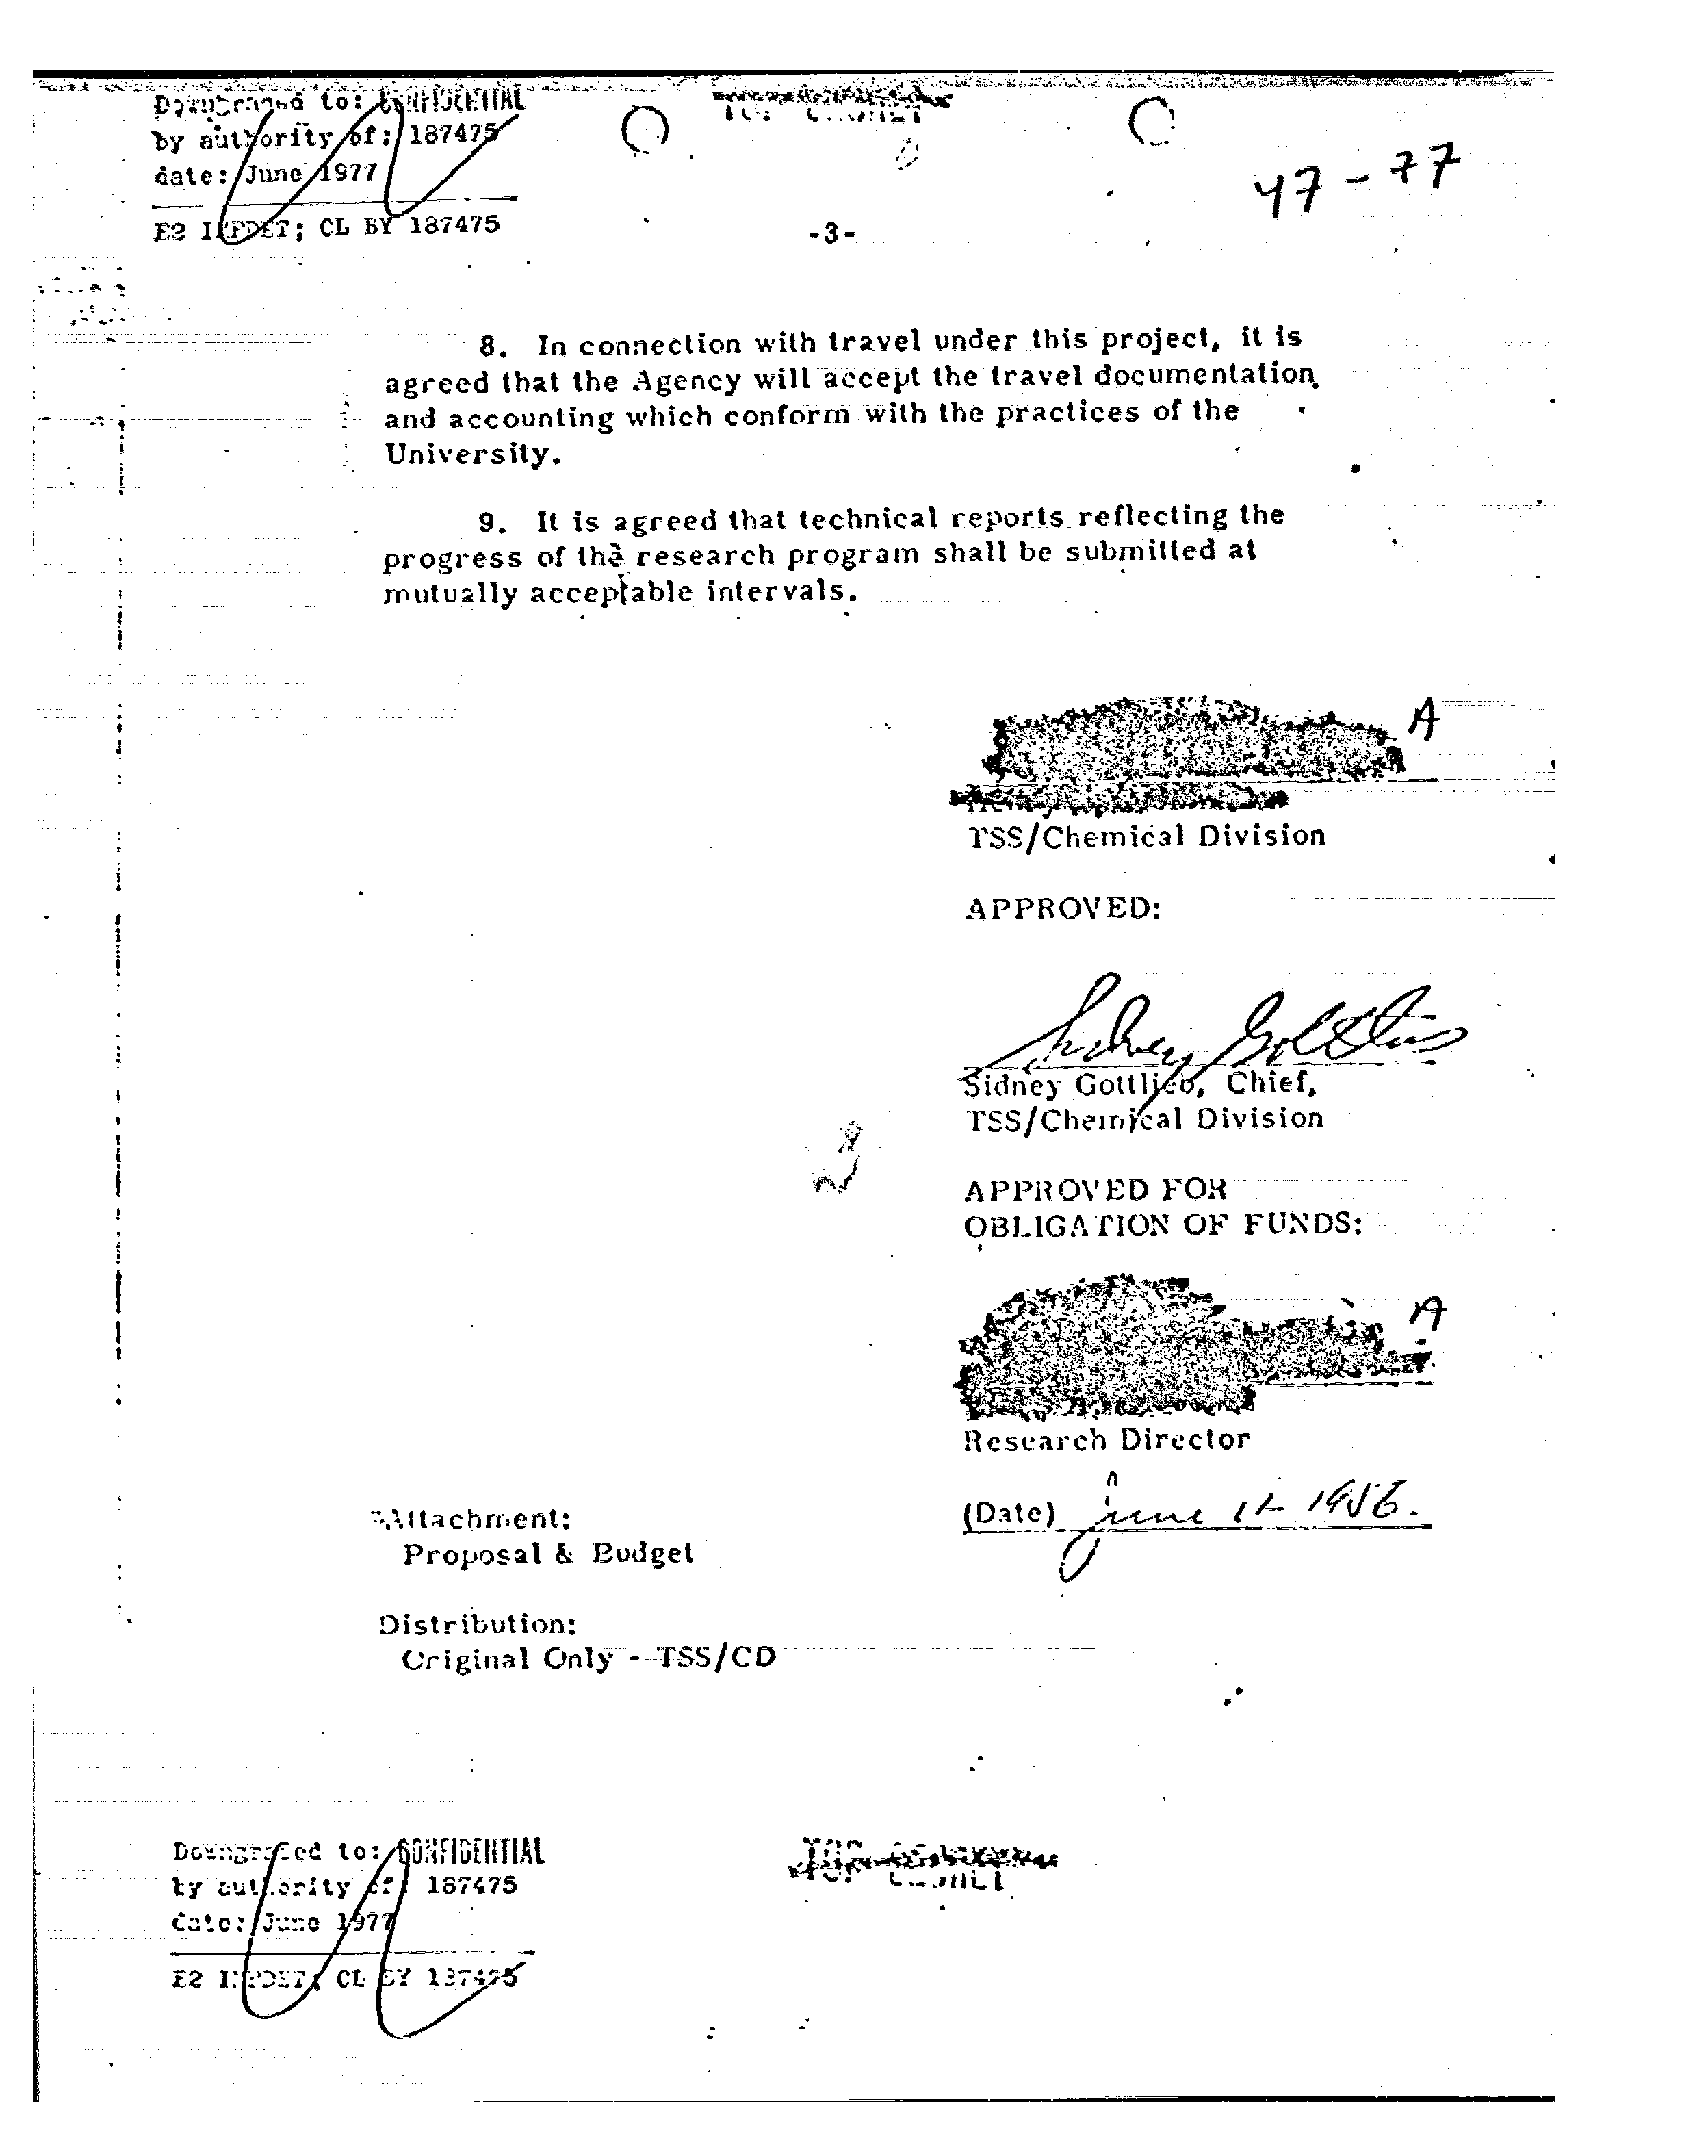 Downgraded to: CONFIDENTIAL
by authority of: 187475
date: June 1977
E2 IMPDET; CL BY 187475
47-77
-3-
8. In connection with travel under this project, it is
agreed that the Agency will accept the travel documentation
and accounting which conform with the practices of the
University.
9. It is agreed that technical reports reflecting the
progress of the research program shall be submitted at
mutually acceptable intervals.
A
TSS/Chemical Division
APPROVED:
Sidney Gottlieb
Sidney Gottlieb, Chief,
TSS/Chemical Division
APPROVED FOR
OBLIGATION OF FUNDS:
A
Research Director
(Date) June 1956.
Attachment:
Proposal & Budget
Distribution:
Original Only - TSS/CD
Downgraded to: CONFIDENTIAL
by authority of: 187475
date: June 1977
E2 IMPDET; CL BY 187475
TOP SECRET